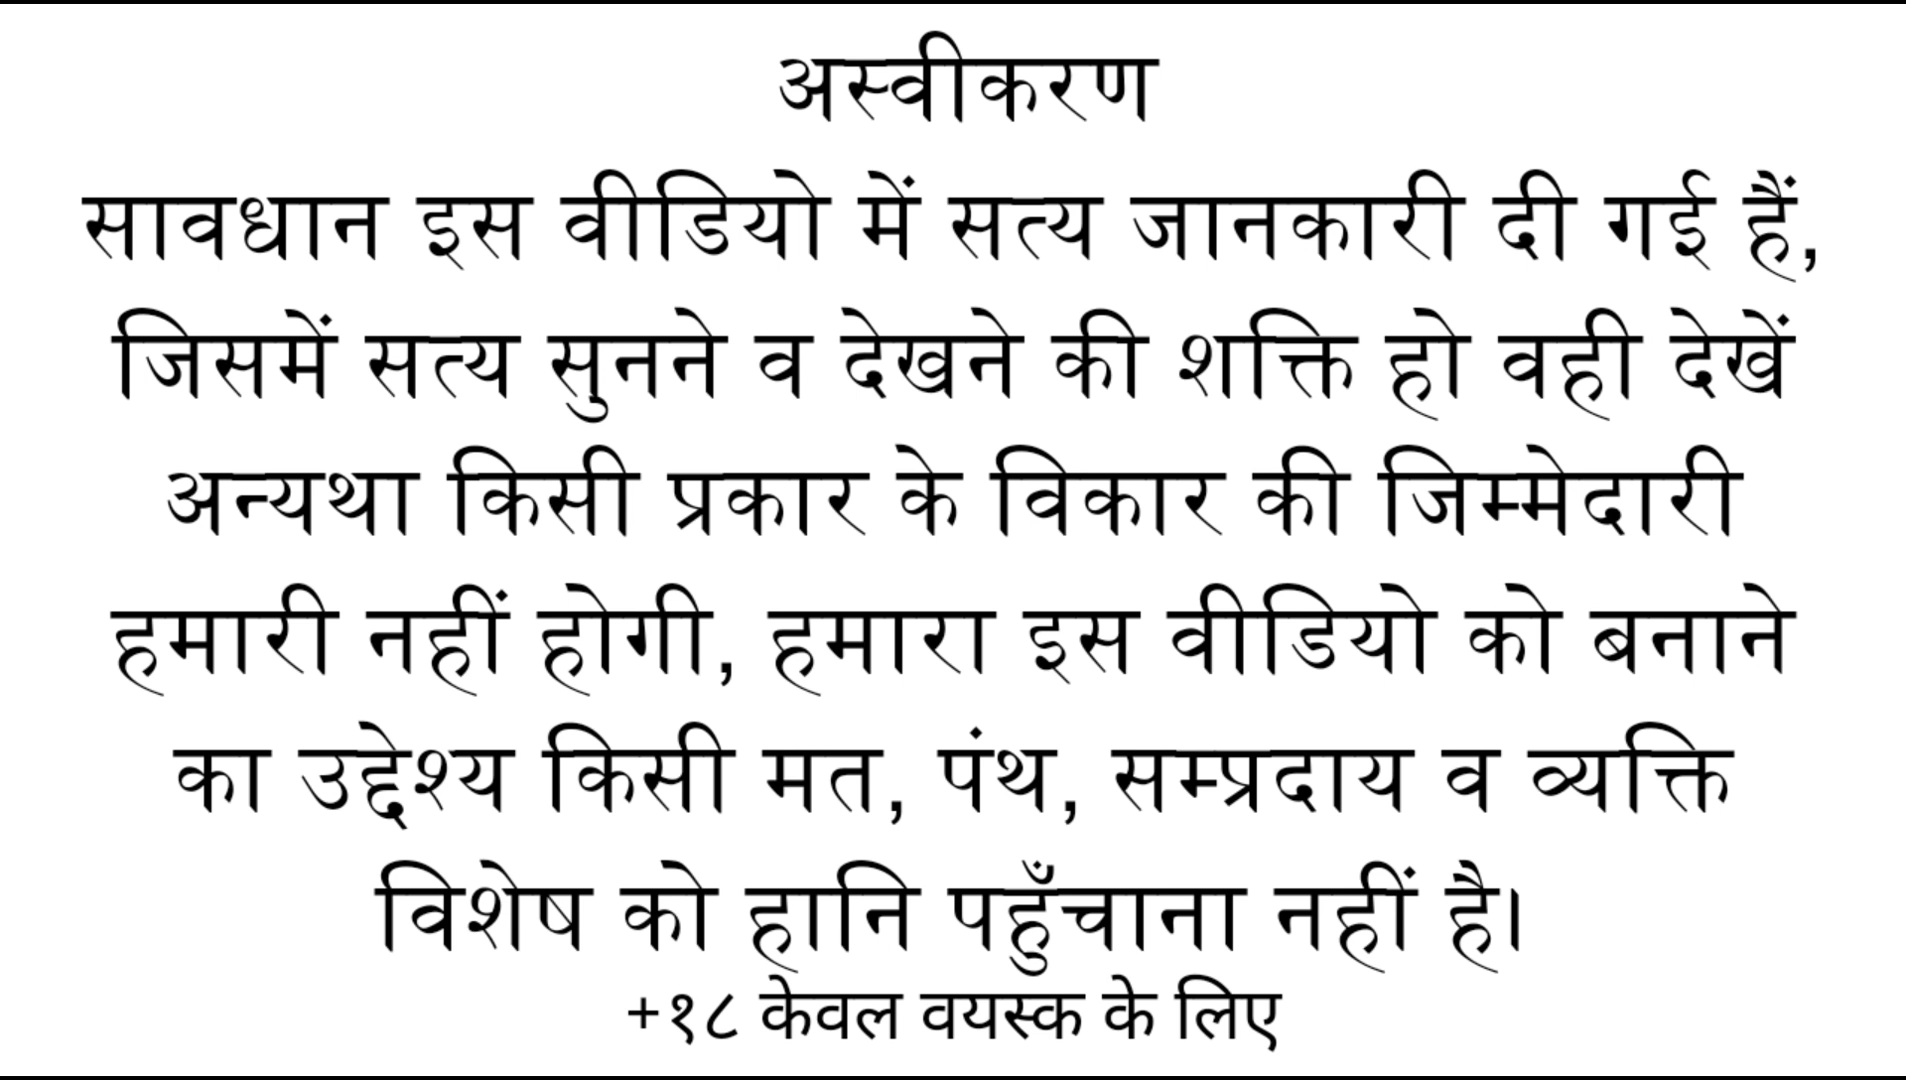 अस्वीकरण
सावधान इस वीडियो में सत्य जानकारी दी गई हैं,
जिसमें सत्य सुनने व देखने की शक्ति हो वही देखें
अन्यथा किसी प्रकार के विकार की जिम्मेदारी
हमारी नहीं होगी, हमारा इस वीडियो को बनाने
का उद्देश्य किसी मत, पंथ, सम्प्रदाय व व्यक्ति
विशेष को हानि पहुँचाना नहीं है।
+१८ केवल वयस्क के लिए